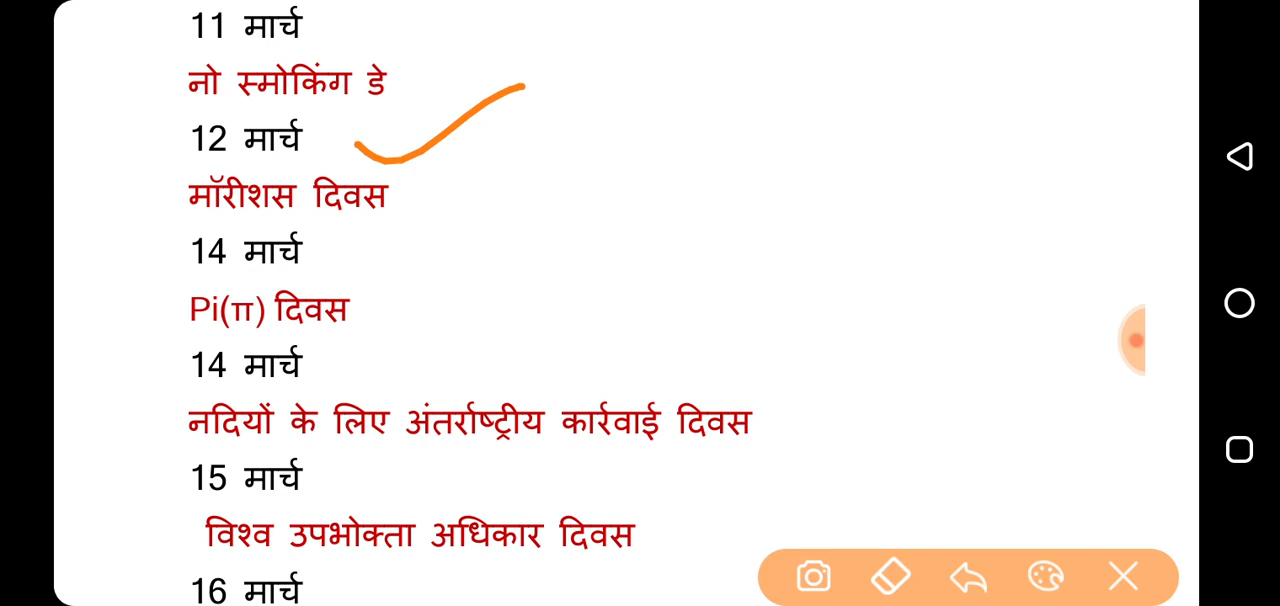 11 मार्च
नो स्मोकिंग डे
12 मार्च
मॉरीशस दिवस
14 मार्च
Pi(π) दिवस
14 मार्च
नदियों के लिए अंतर्राष्ट्रीय कार्रवाई दिवस
15 मार्च
विश्व उपभोक्ता अधिकार दिवस
16 मार्च